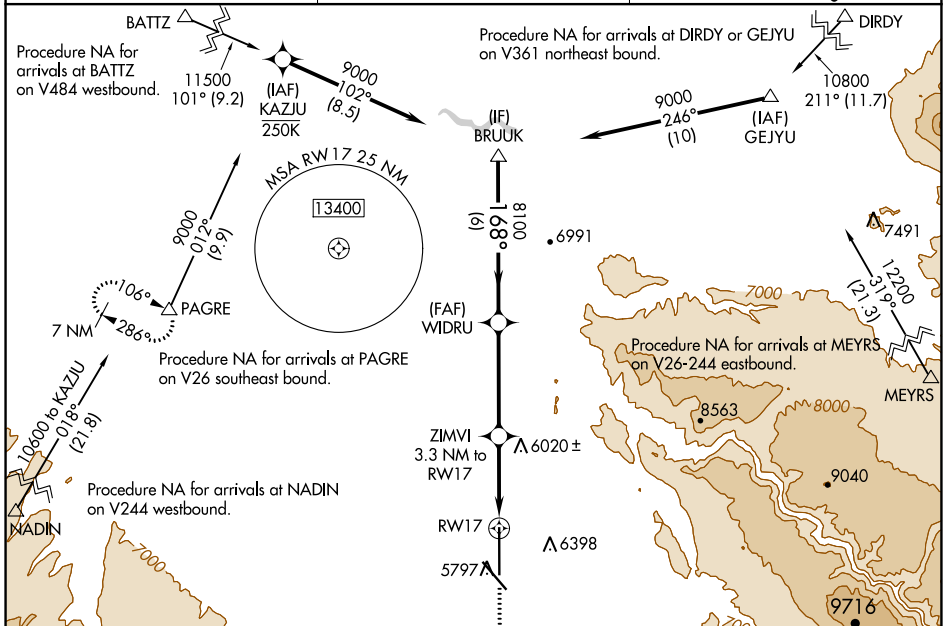 BATTZ
Procedure NA for
arrivals at BATTZ
on V484 westbound.
11500
101° (9.2)
(IAF)
KAZJU
250K
9000
102°
(8.5)
Procedure NA for arrivals at DIRDY or GEJYU
on V361 northeast bound.
DIRDY
10800
211° (11.7)
9000
246°
(10)
(IAF)
GEJYU
(IF)
BRUUK
MSA RW17 25 NM
13400
8100
168°
(6)
6991
7491
9000
012°
(9.9)
106°
286°
7 NM
PAGRE
(FAF)
WIDRU
7000
12200
319°
(21.3)
Procedure NA for arrivals at PAGRE
on V26 southeast bound.
Procedure NA for arrivals at MEYRS
on V26-244 eastbound.
MEYRS
10600 to KAZJU
018°
(21.8)
8563
8000
ZIMVI
3.3 NM to
RW17
6020 ±
9040
Procedure NA for arrivals at NADIN
on V244 westbound.
NADIN
RW17
6398
5797
9716